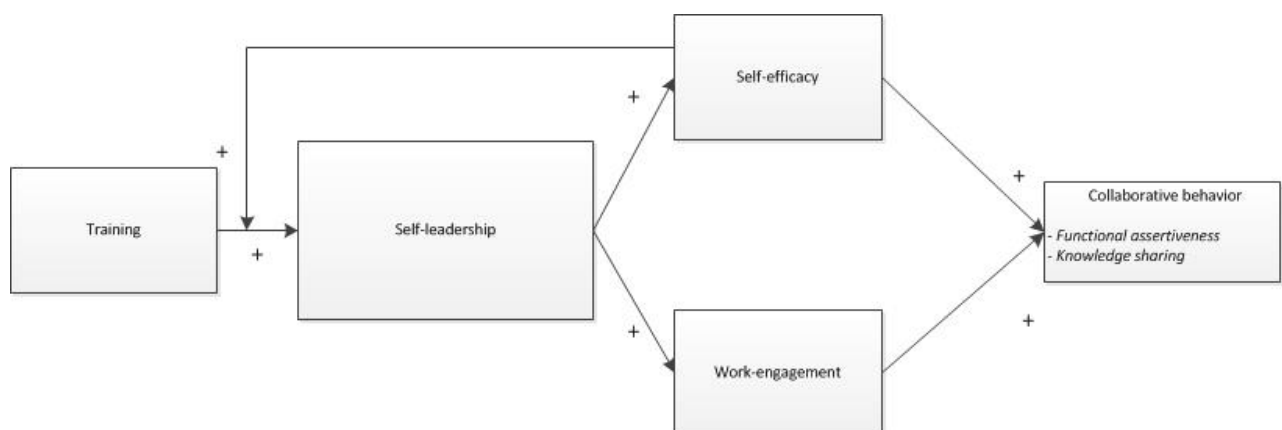 Self-efficacy
+
+
Training
+
Self-leadership
+
Collaborative behavior
- Functional assertiveness
- Knowledge sharing
+
Work-engagement
+